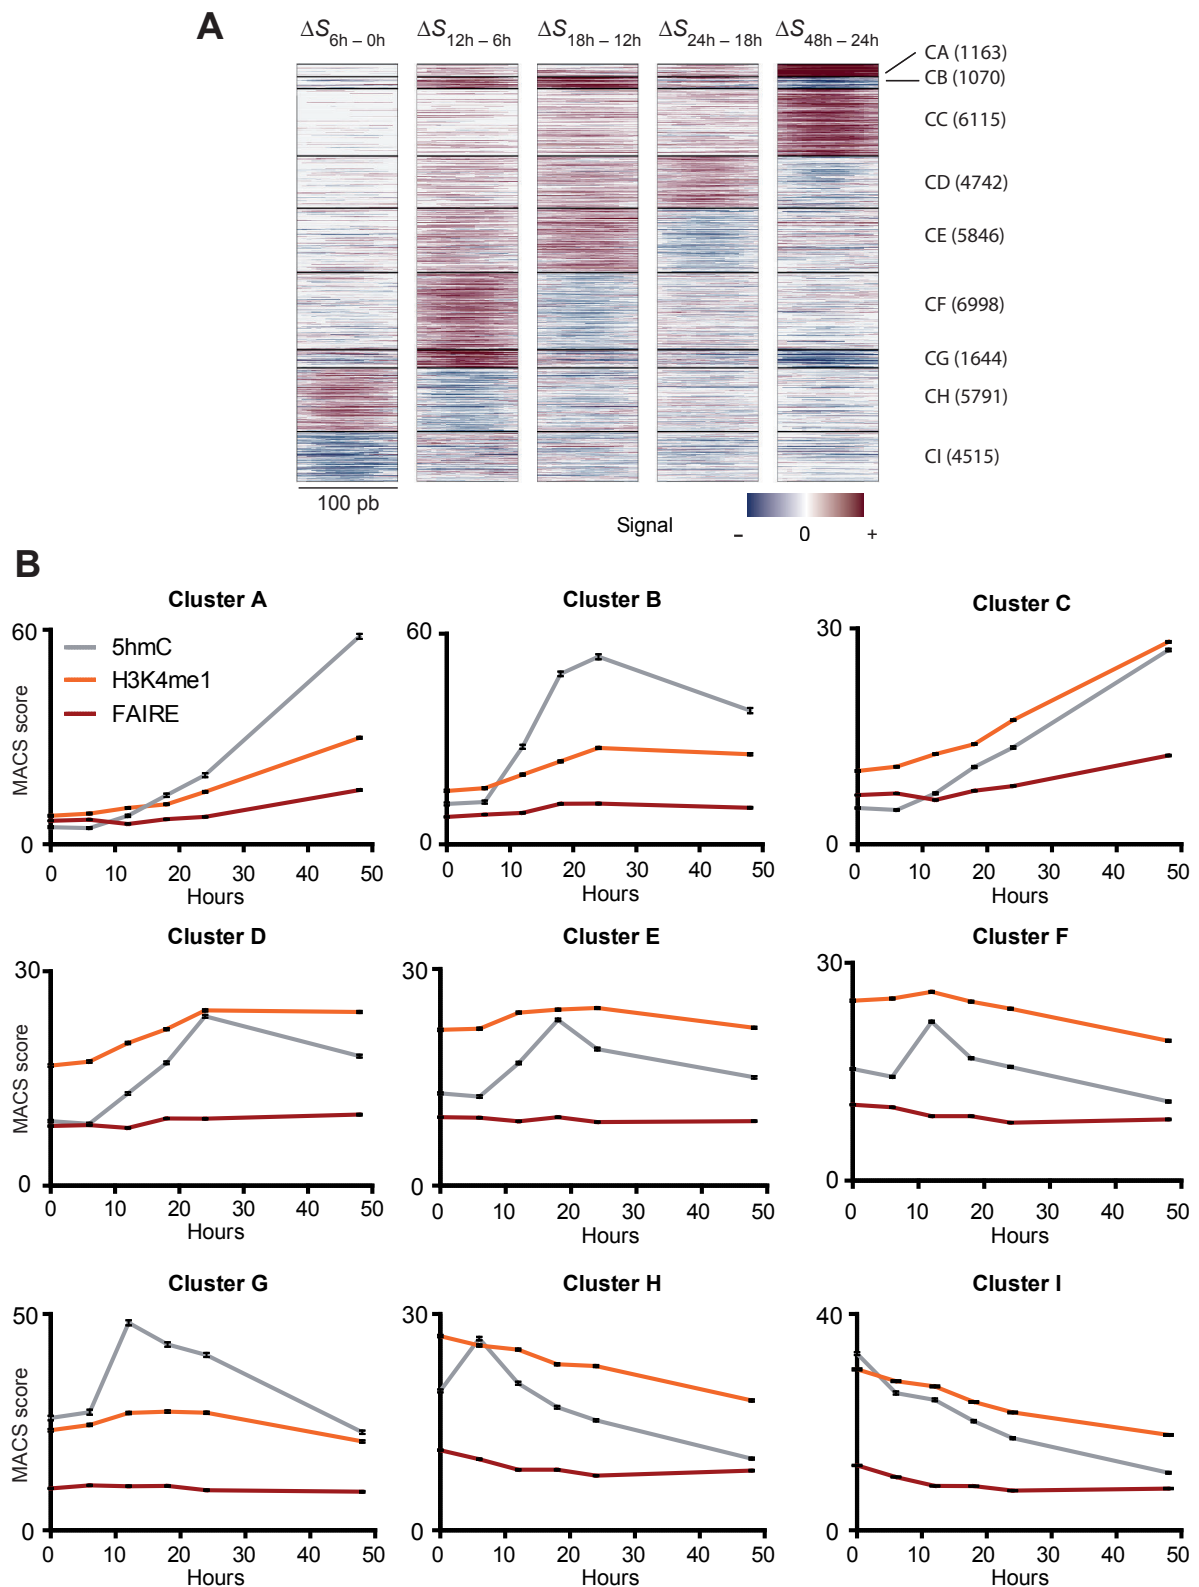 A
ΔS6h – 0h ΔS12h – 6h ΔS18h – 12h ΔS24h – 18h ΔS48h – 24h
CA (1163)
CB (1070)
CC (6115)
CD (4742)
CE (5846)
CF (6998)
CG (1644)
CH (5791)
CI (4515)
100 pb
Signal
– 0 +
B
Cluster A
60
5hmC
H3K4me1
FAIRE
MACS score
0
0 10 20 30 40 50
Hours
Cluster B
60
0
0 10 20 30 40 50
Hours
Cluster C
30
0
0 10 20 30 40 50
Hours
Cluster D
30
MACS score
0
0 10 20 30 40 50
Hours
Cluster E
30
0
0 10 20 30 40 50
Hours
Cluster F
30
0
0 10 20 30 40 50
Hours
Cluster G
50
MACS score
0
0 10 20 30 40 50
Hours
Cluster H
30
0
0 10 20 30 40 50
Hours
Cluster I
40
0
0 10 20 30 40 50
Hours